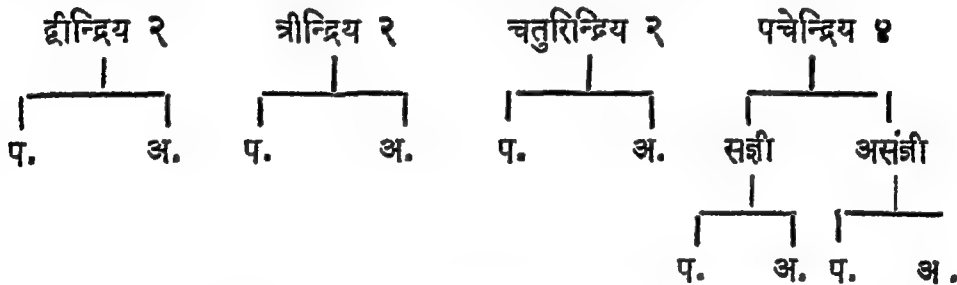 द्वीन्द्रिय २ त्रीन्द्रिय २ चतुरिन्द्रिय २ पचेन्द्रिय ४
प. अ. प. अ. प. अ. सज्ञी असंज्ञी
प. अ. प. अ.